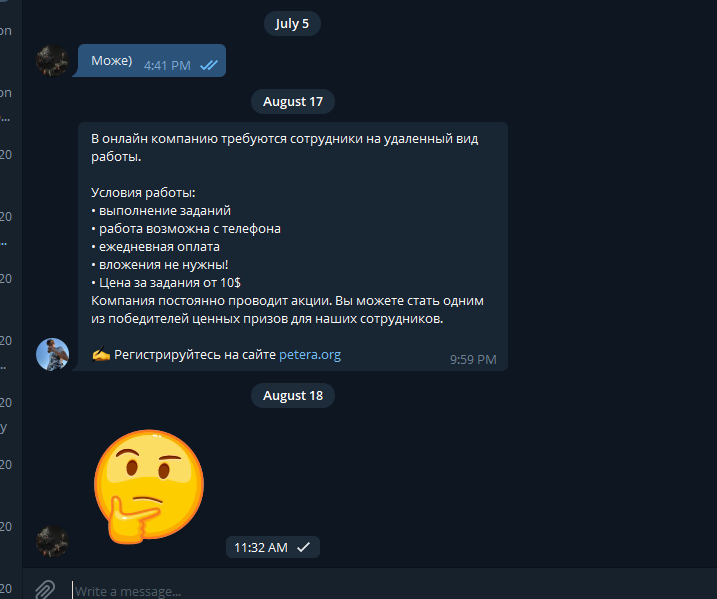 July 5
Може)
4:41 PM
August 17
В онлайн компанию требуются сотрудники на удаленный вид
работы.
Условия работы:
• выполнение заданий
• работа возможна с телефона
• ежедневная оплата
• вложения не нужны!
• Цена за задания от 10$
Компания постоянно проводит акции. Вы можете стать одним
из победителей ценных призов для наших сотрудников.
✍ Регистрируйтесь на сайте petera.org
9:59 PM
August 18
11:32 AM
Write a message...
on
on
...
20
20
...
20
20
...
20
y
20
20
20